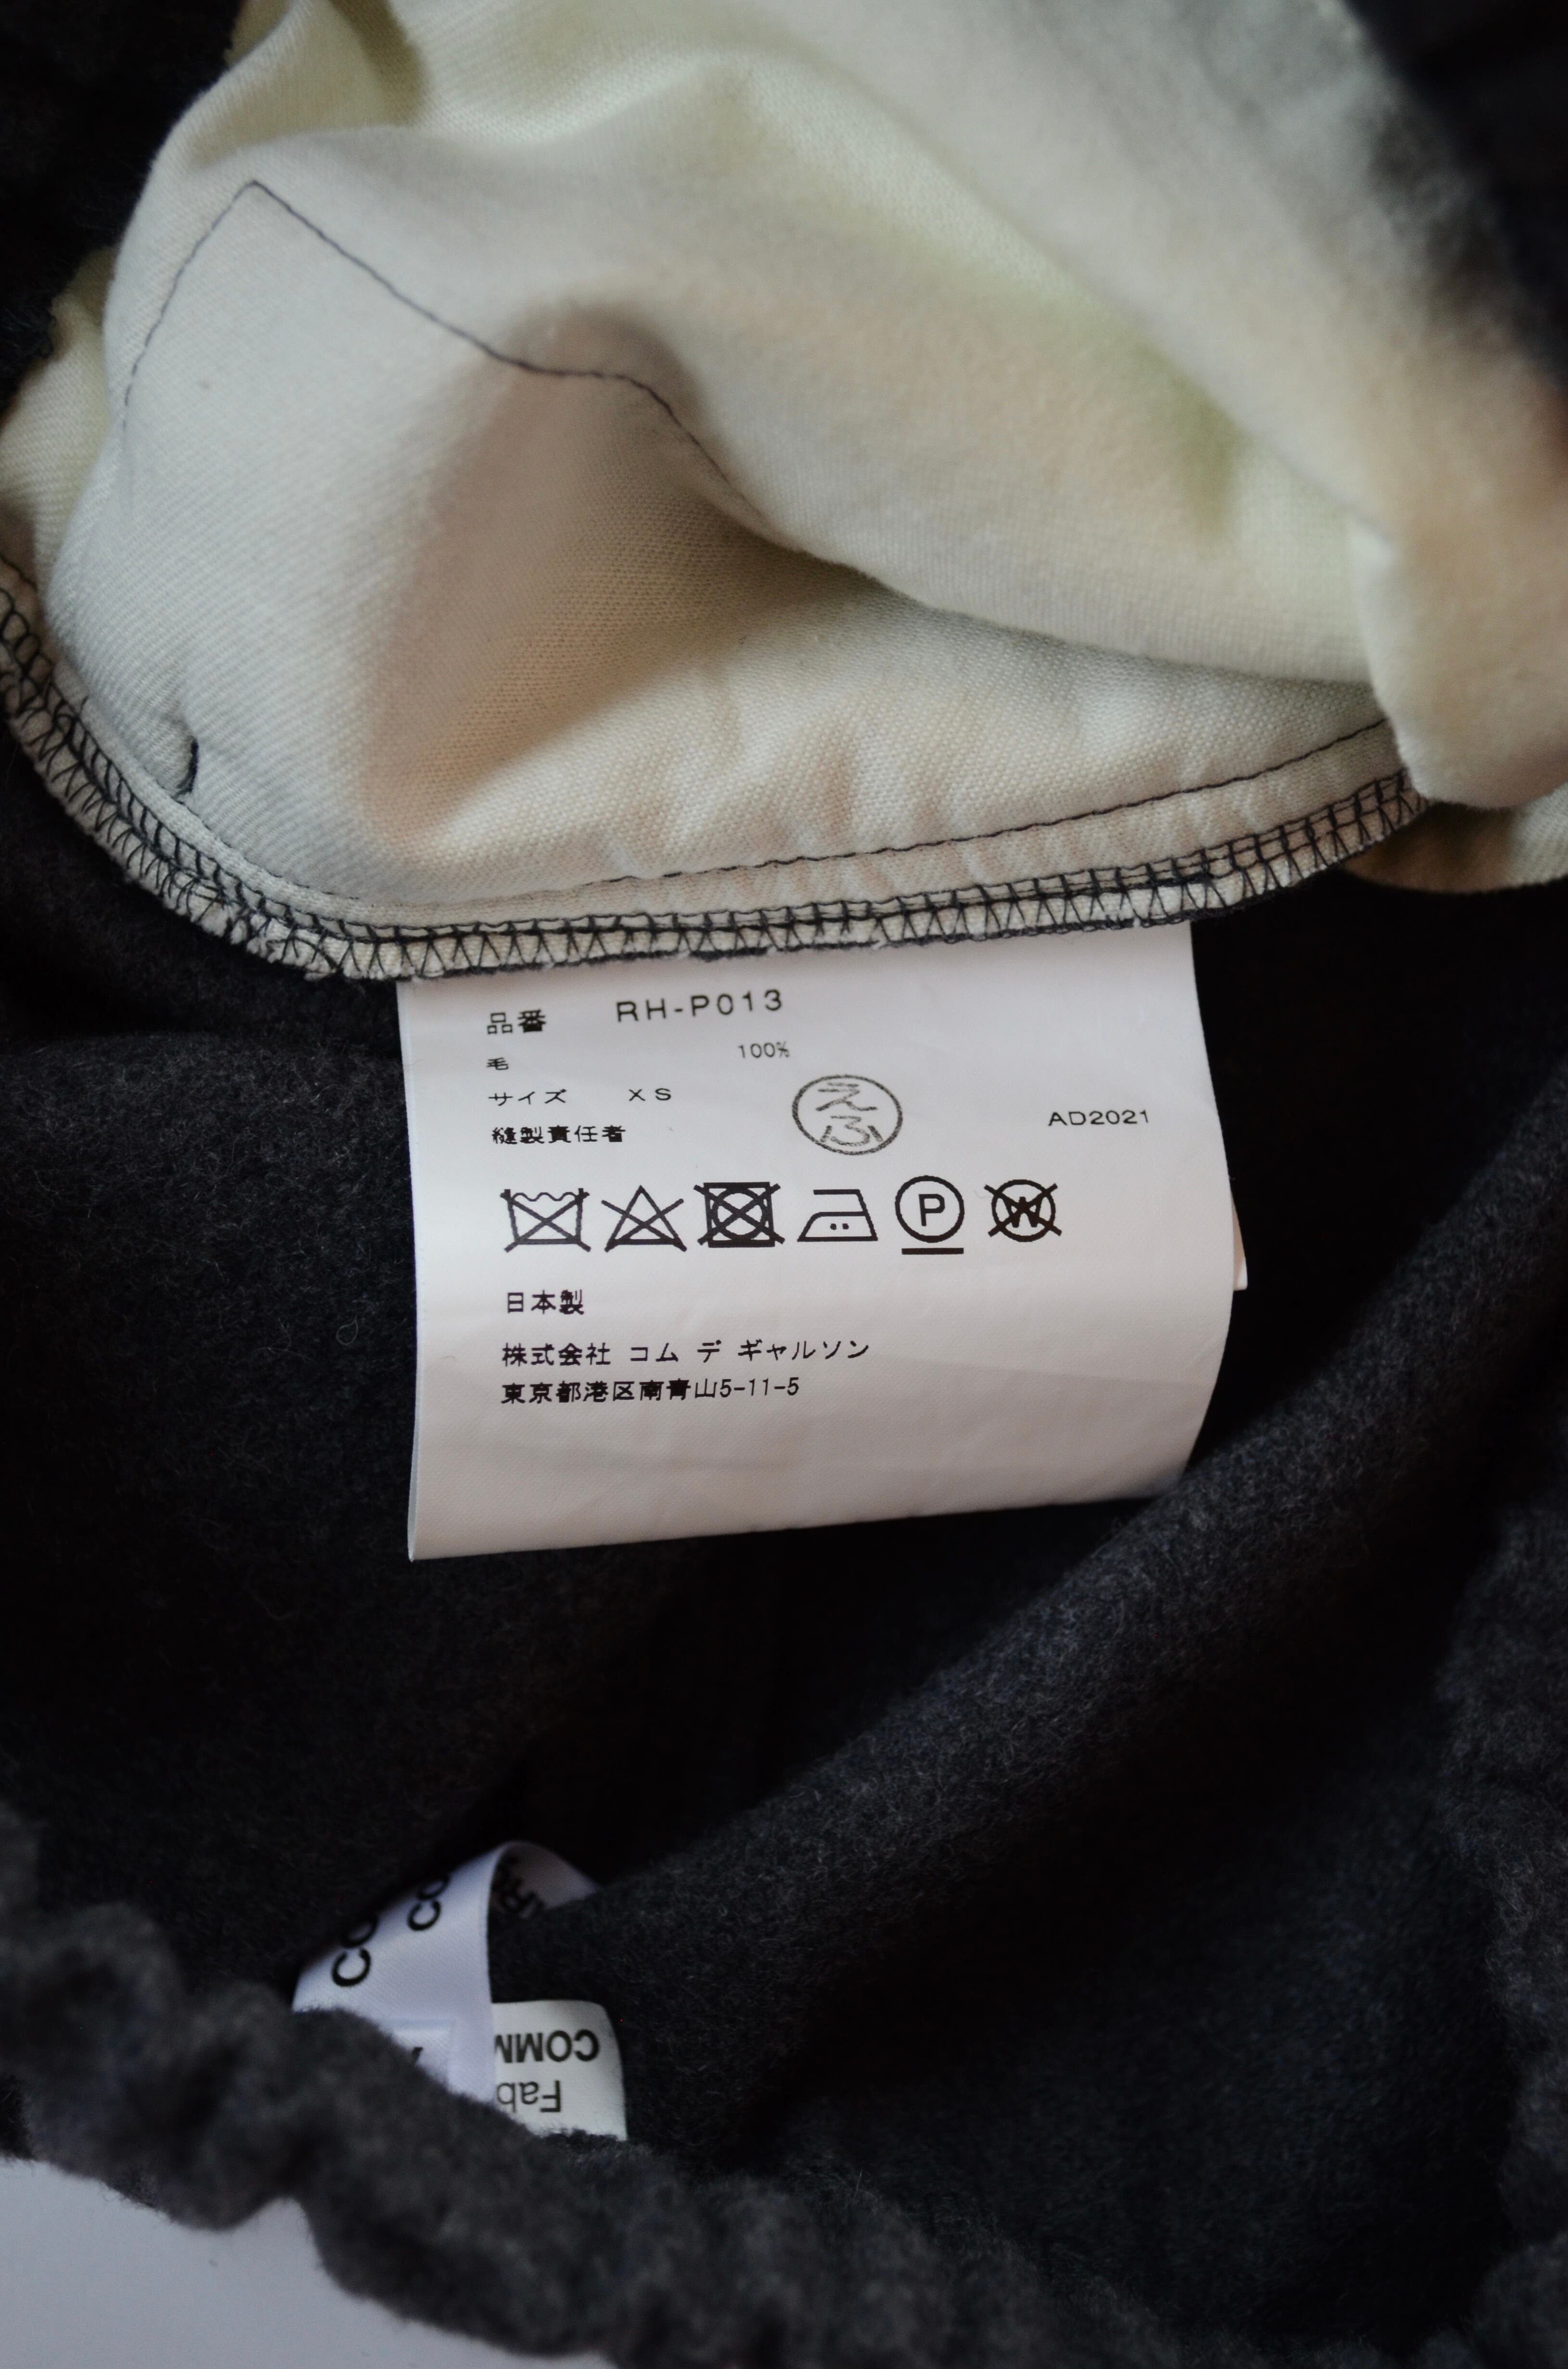 品番 RH-P013
毛 100%
サイズ XS
えふ
AD2021
縫製責任者
P W
日本製
株式会社 コム デ ギャルソン
東京都港区南青山5-11-5
CO
CO
COMM
Fab